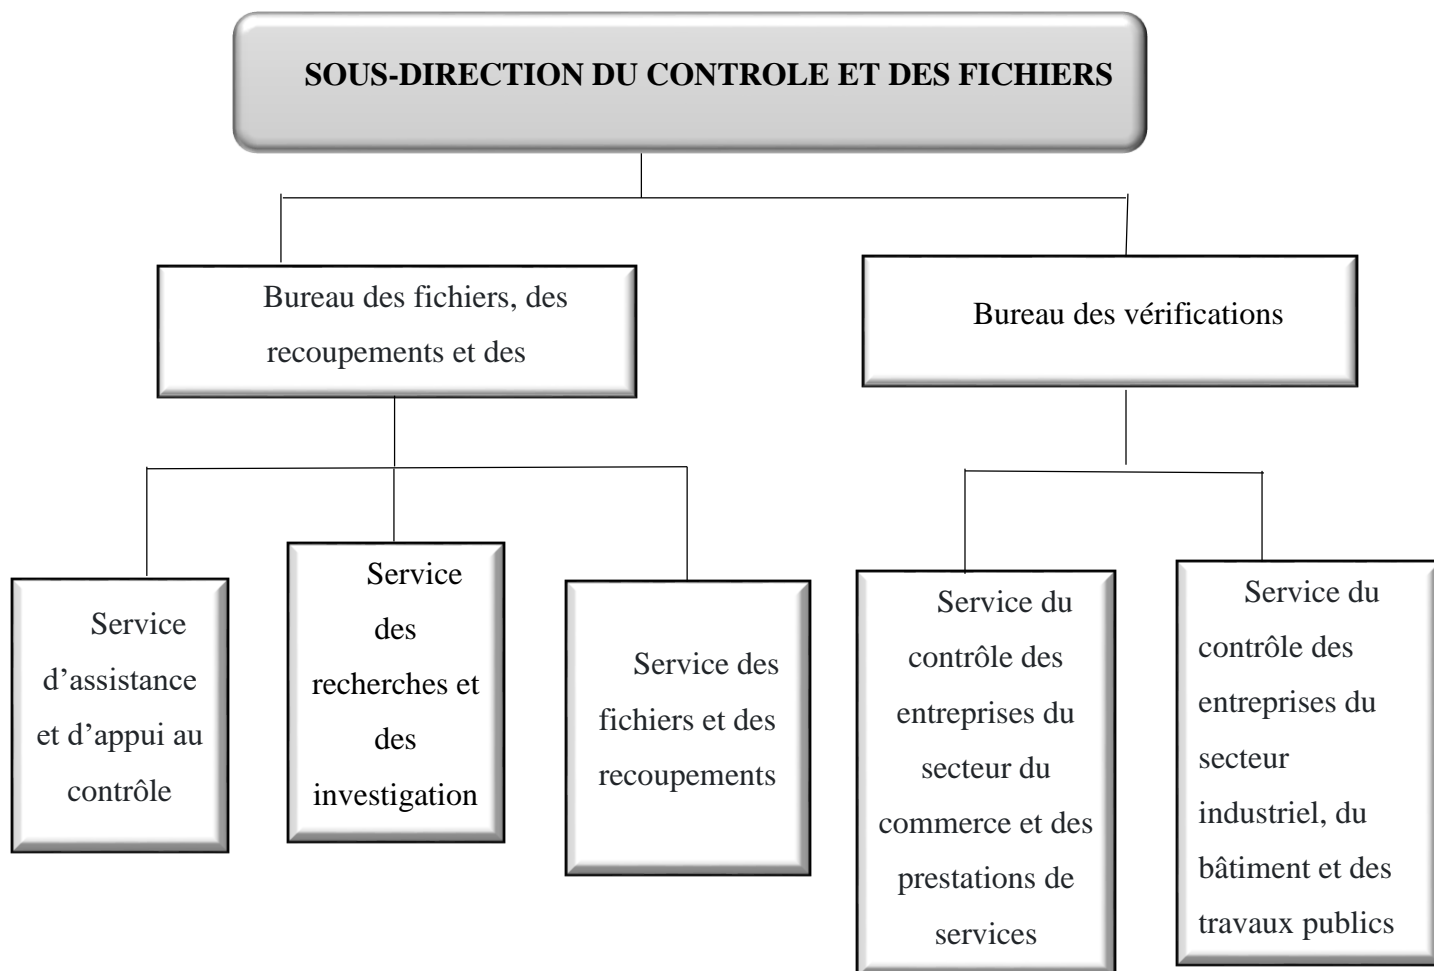 SOUS-DIRECTION DU CONTROLE ET DES FICHIERS
Bureau des fichiers, des
recoupements et des
Bureau des vérifications
Service
d’assistance
et d’appui au
contrôle
Service
des
recherches et
des
investigation
Service des
fichiers et des
recoupements
Service du
contrôle des
entreprises du
secteur du
commerce et des
prestations de
services
Service du
contrôle des
entreprises du
secteur
industriel, du
bâtiment et des
travaux publics